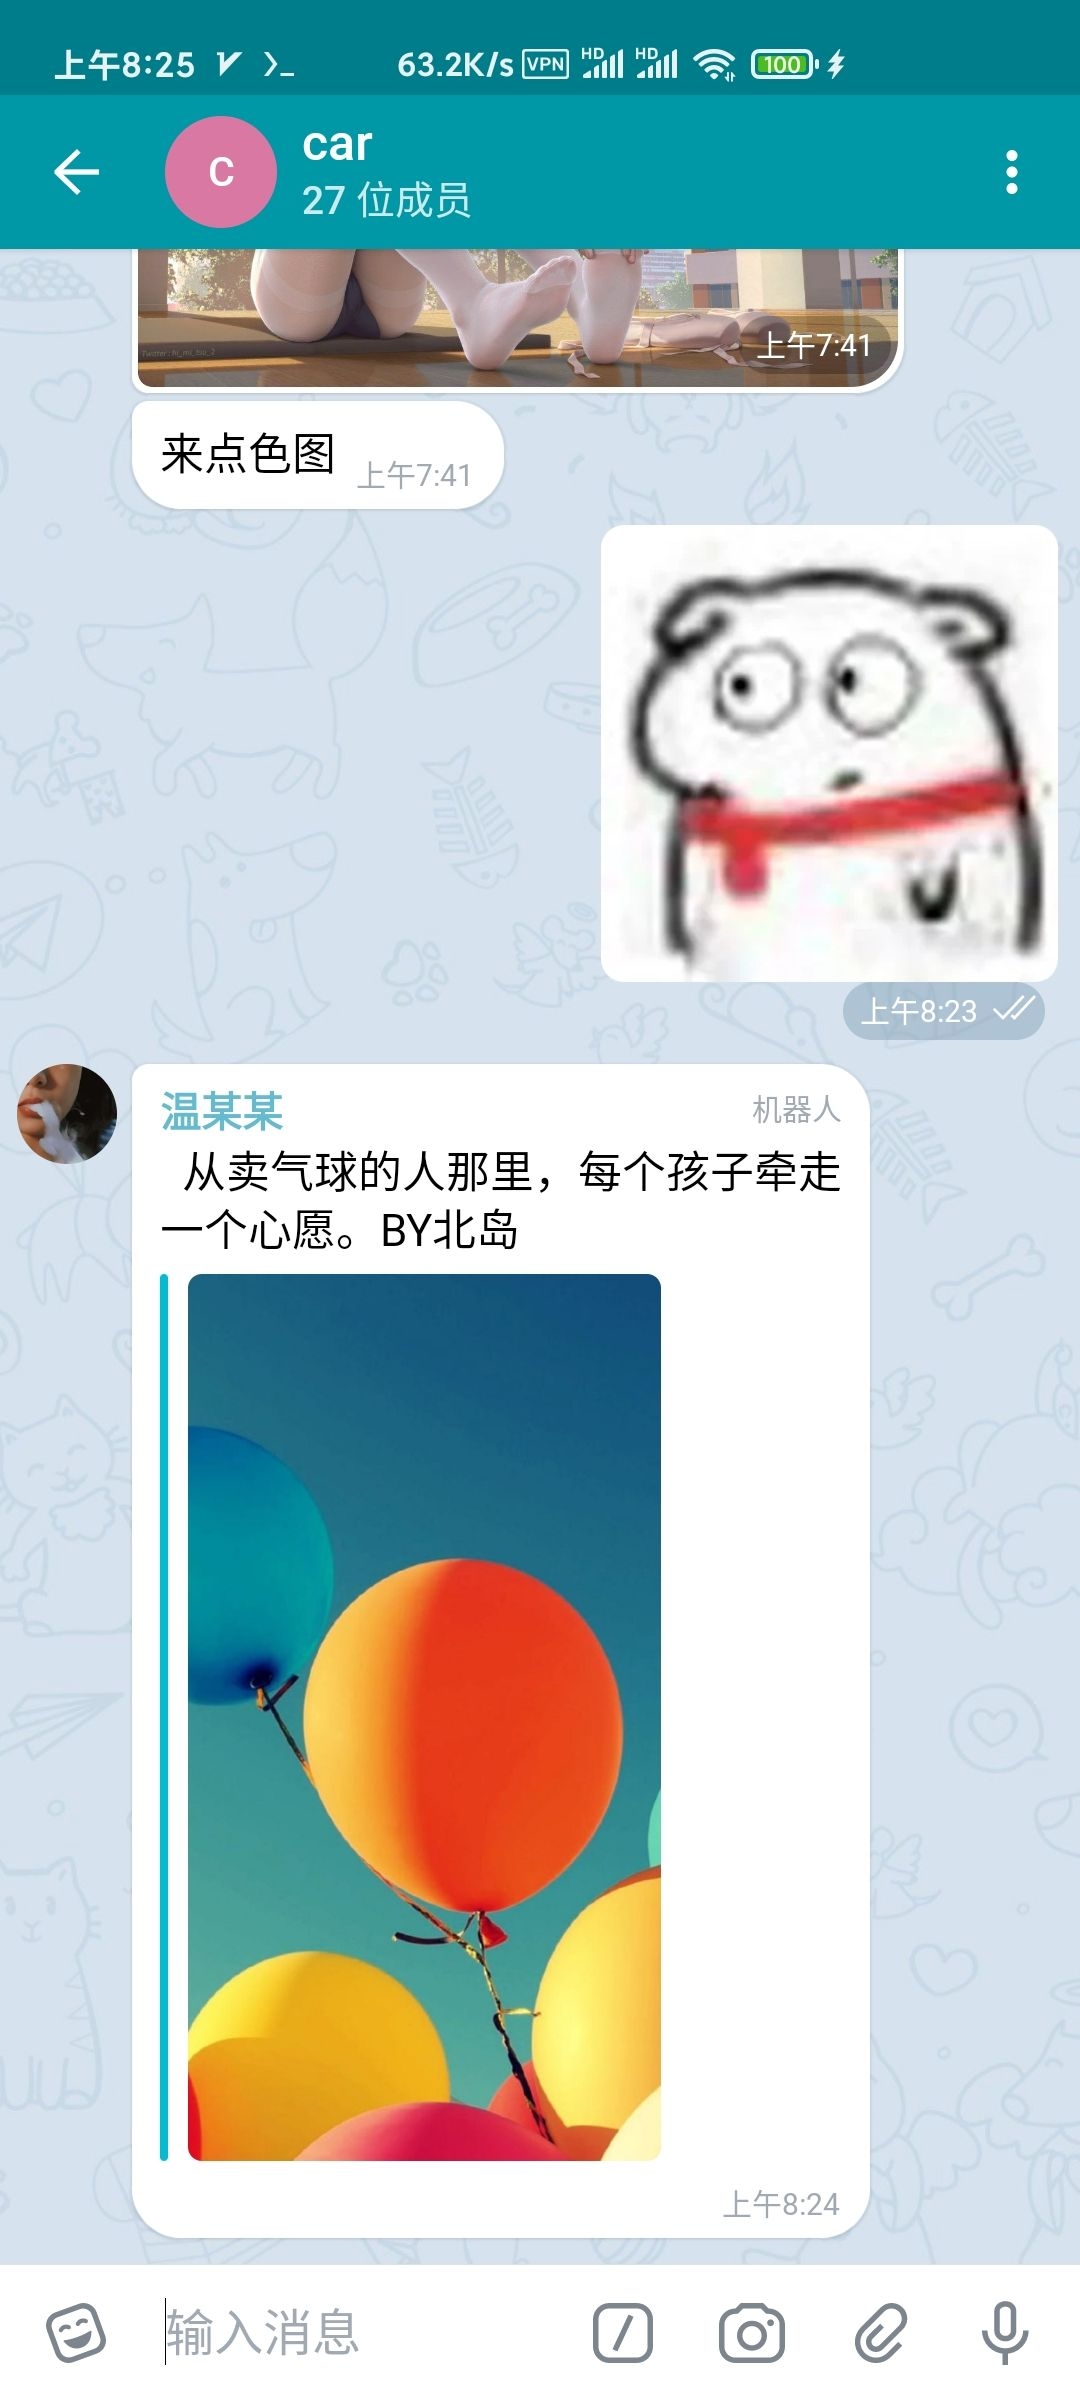 上午8:25 63.2K/s VPN HD HD 100
C car
27 位成员
Twitter: hi_mi_tsu_2
上午7:41
来点色图 上午7:41
上午8:23
温某某 机器人
从卖气球的人那里，每个孩子牵走
一个心愿。BY北岛
上午8:24
输入消息